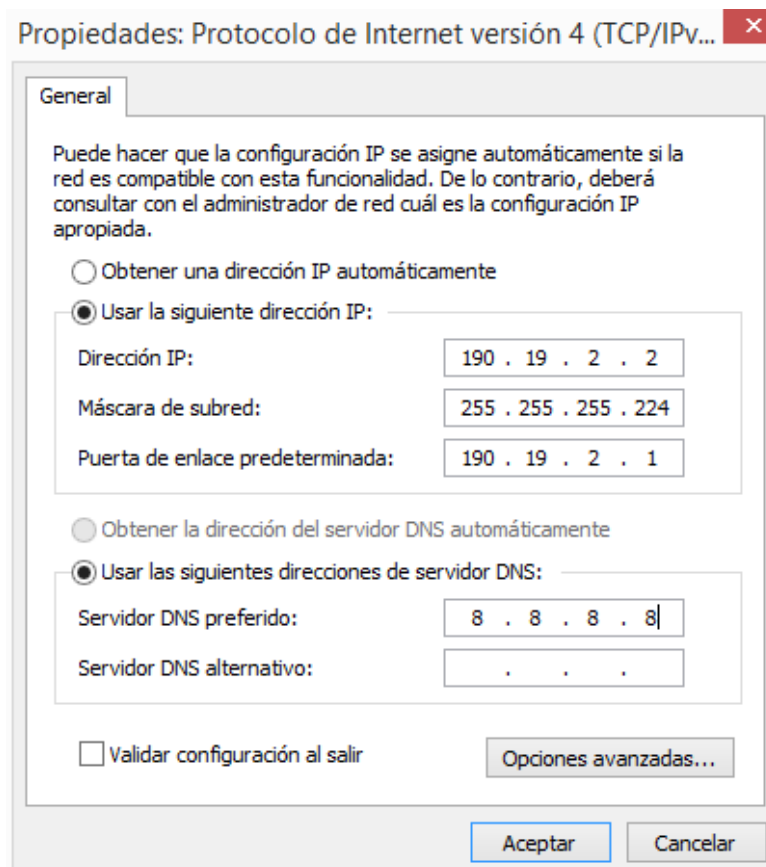 Propiedades: Protocolo de Internet versión 4 (TCP/IPv...
General
Puede hacer que la configuración IP se asigne automáticamente si la
red es compatible con esta funcionalidad. De lo contrario, deberá
consultar con el administrador de red cuál es la configuración IP
apropiada.
Obtener una dirección IP automáticamente
Usar la siguiente dirección IP:
Dirección IP: 190 . 19 . 2 . 2
Máscara de subred: 255 . 255 . 255 . 224
Puerta de enlace predeterminada: 190 . 19 . 2 . 1
Obtener la dirección del servidor DNS automáticamente
Usar las siguientes direcciones de servidor DNS:
Servidor DNS preferido: 8 . 8 . 8 . 8
Servidor DNS alternativo: . . .
Validar configuración al salir Opciones avanzadas...
Aceptar Cancelar